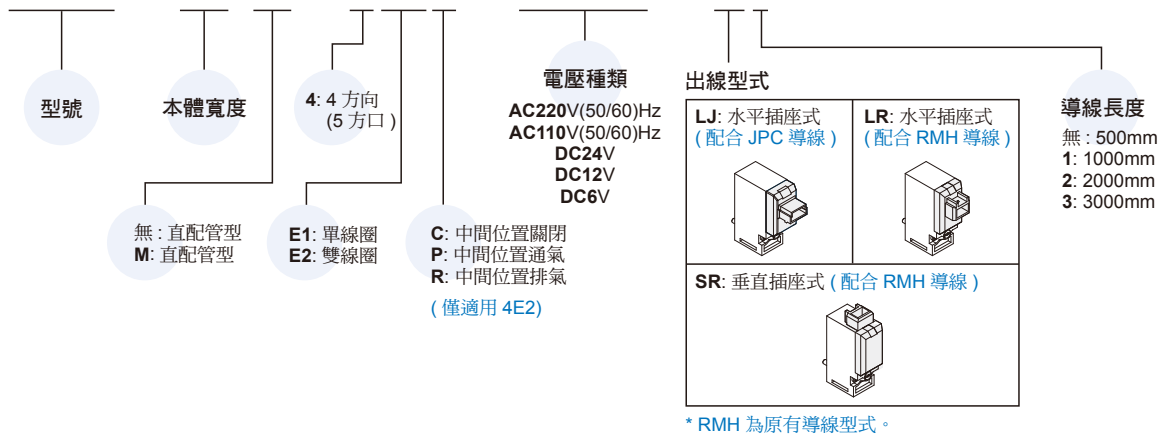 型號
本體寬度
4: 4 方向
(5 方口 )
無 : 直配管型
M: 直配管型
E1: 單線圈
E2: 雙線圈
C: 中間位置關閉
P: 中間位置通氣
R: 中間位置排氣
( 僅適用 4E2)
電壓種類
AC220V(50/60)Hz
AC110V(50/60)Hz
DC24V
DC12V
DC6V
出線型式
LJ: 水平插座式
( 配合 JPC 導線 )
LR: 水平插座式
( 配合 RMH 導線 )
SR: 垂直插座式 ( 配合 RMH 導線 )
* RMH 為原有導線型式。
導線長度
無 : 500mm
1: 1000mm
2: 2000mm
3: 3000mm